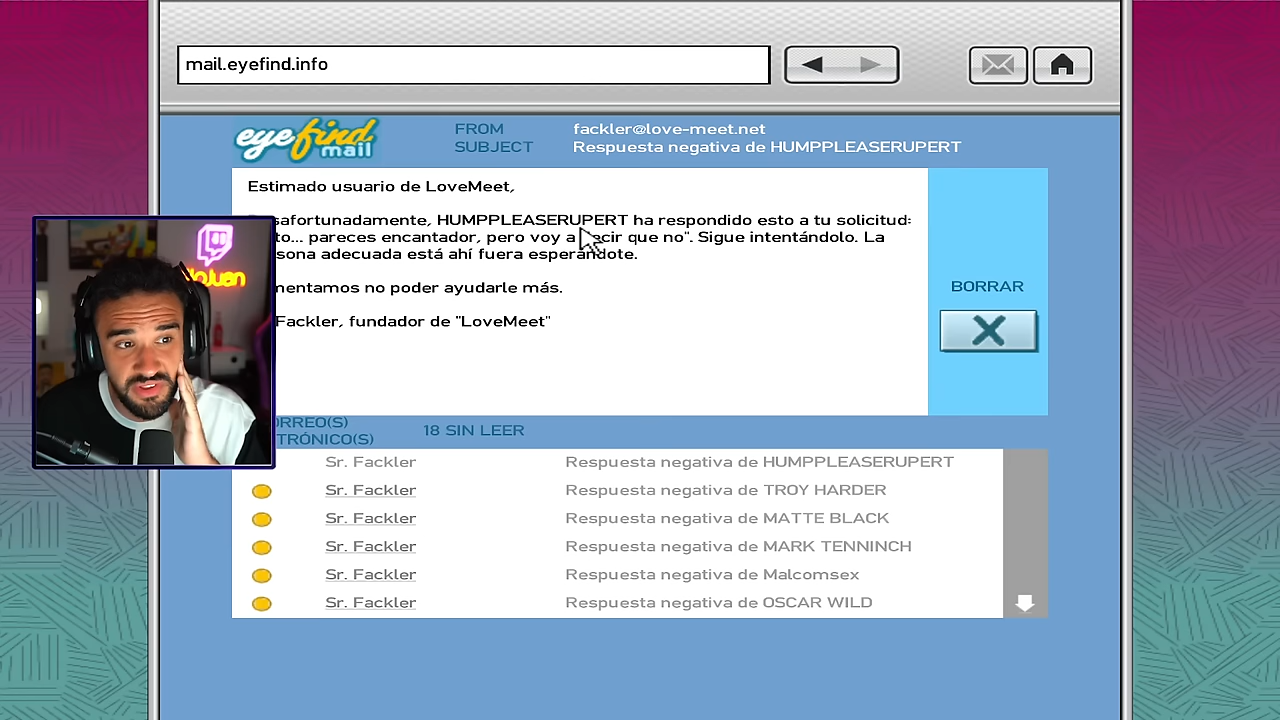 mail.eyefind.info
eyefind
mail
FROM
fackler@love-meet.net
SUBJECT
Respuesta negativa de HUMPPLEASERUPERT
Estimado usuario de LoveMeet,
safortunadamente, HUMPPLEASERUPERT ha respondido esto a tu solicitud:
to... pareces encantador, pero voy a decir que no". Sigue intentándolo. La
sona adecuada está ahí fuera esperándote.
mentamos no poder ayudarle más.
Fackler, fundador de "LoveMeet"
BORRAR
ORREO(S)
TRÓNICO(S)
18 SIN LEER
Sr. Fackler Respuesta negativa de HUMPPLEASERUPERT
Sr. Fackler Respuesta negativa de TROY HARDER
Sr. Fackler Respuesta negativa de MATTE BLACK
Sr. Fackler Respuesta negativa de MARK TENNINCH
Sr. Fackler Respuesta negativa de Malcomsex
Sr. Fackler Respuesta negativa de OSCAR WILD